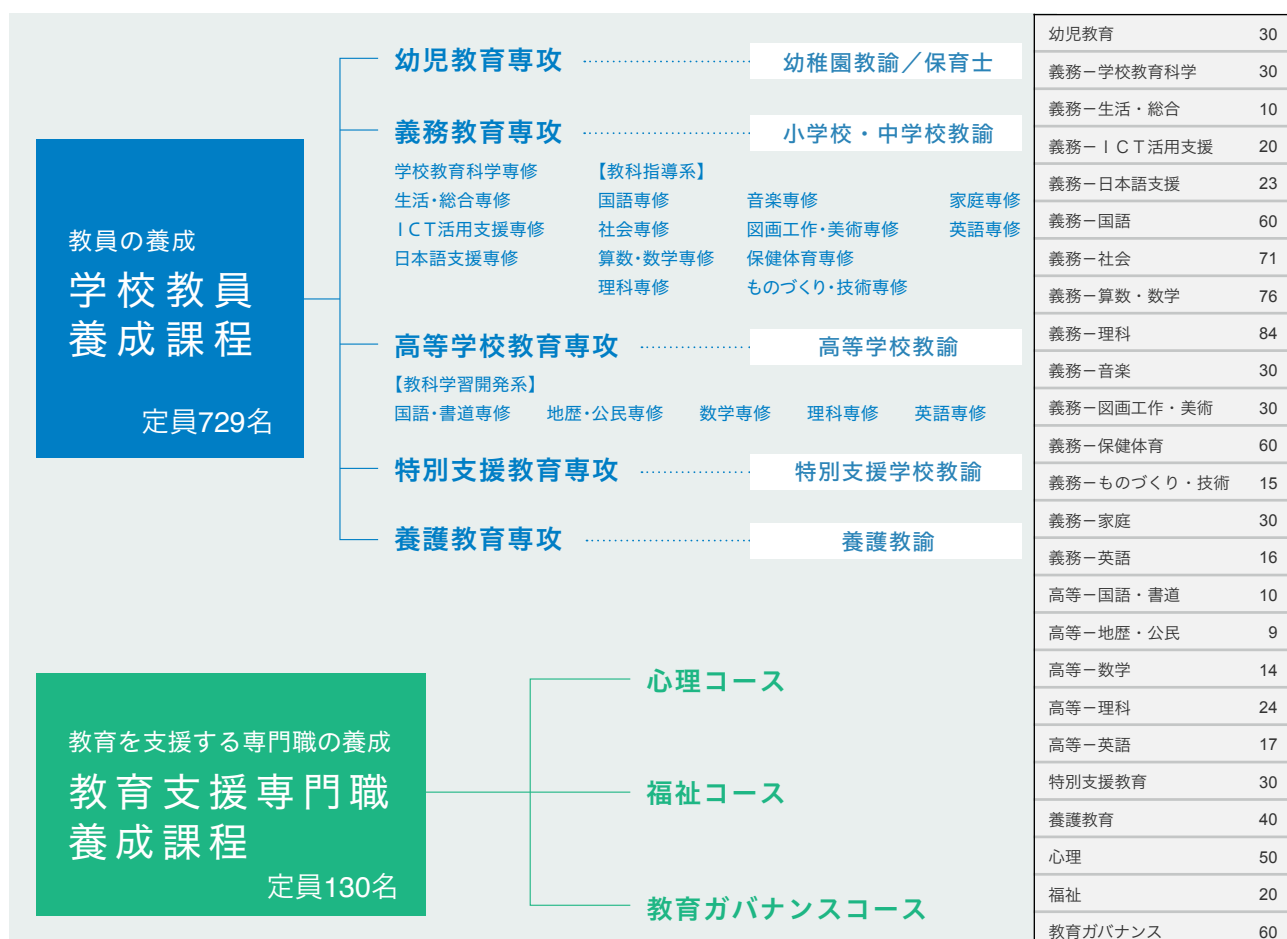 教員の養成
学校教員
養成課程
定員729名
幼児教育専攻 幼稚園教諭／保育士
義務教育専攻 小学校・中学校教諭
学校教育科学専修 【教科指導系】
生活・総合専修 国語専修 音楽専修 家庭専修
ICT活用支援専修 社会専修 図画工作・美術専修 英語専修
日本語支援専修 算数・数学専修 保健体育専修
理科専修 ものづくり・技術専修
高等学校教育専攻 高等学校教諭
【教科学習開発系】
国語・書道専修 地歴・公民専修 数学専修 理科専修 英語専修
特別支援教育専攻 特別支援学校教諭
養護教育専攻 養護教諭
教育を支援する専門職の養成
教育支援専門職
養成課程
定員130名
心理コース
福祉コース
教育ガバナンスコース
幼児教育 30
義務ー学校教育科学 30
義務ー生活・総合 10
義務ーＩＣＴ活用支援 20
義務ー日本語支援 23
義務ー国語 60
義務ー社会 71
義務ー算数・数学 76
義務ー理科 84
義務ー音楽 30
義務ー図画工作・美術 30
義務ー保健体育 60
義務ーものづくり・技術 15
義務ー家庭 30
義務ー英語 16
高等ー国語・書道 10
高等ー地歴・公民 9
高等ー数学 14
高等ー理科 24
高等ー英語 17
特別支援教育 30
養護教育 40
心理 50
福祉 20
教育ガバナンス 60